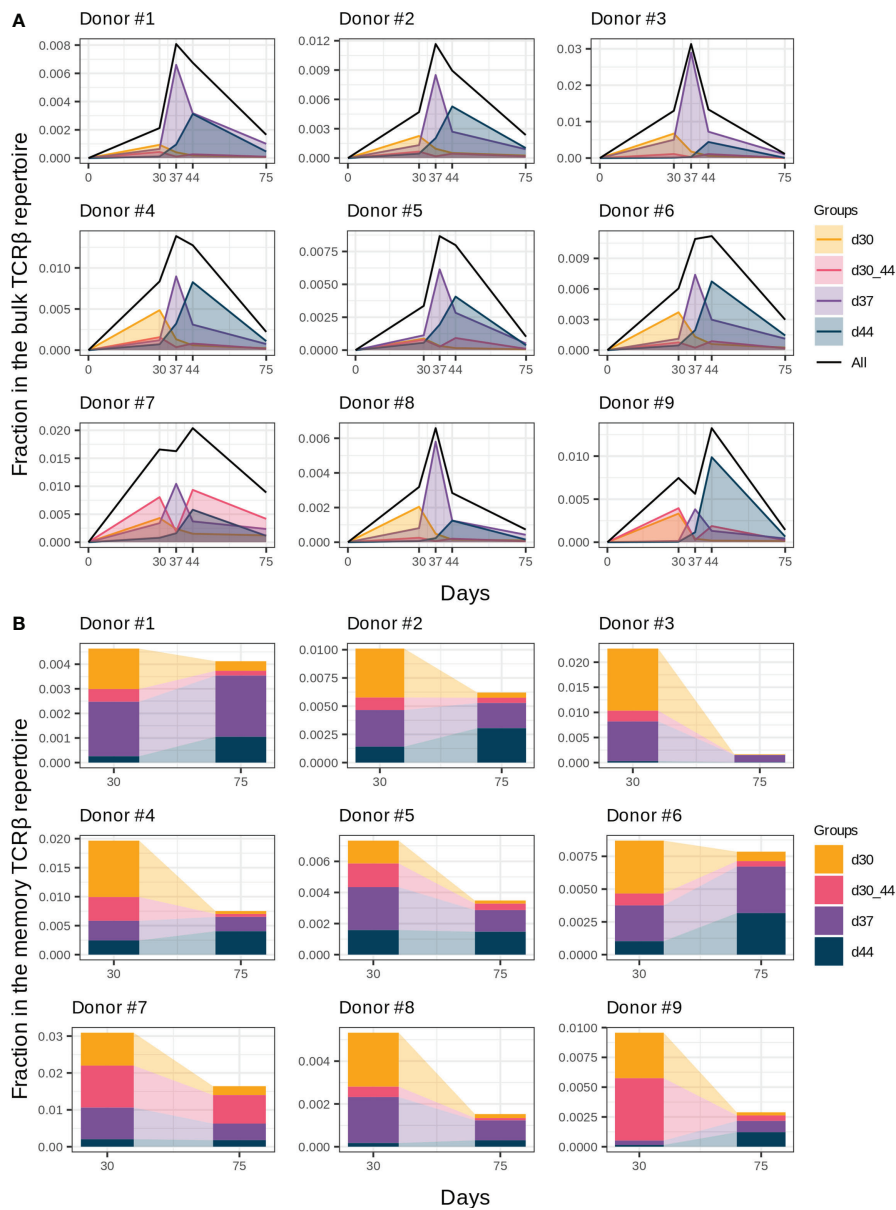 A
Fraction in the bulk TCRβ repertoire
Donor #1
0.008
0.006
0.004
0.002
0.000
0 30 37 44 75
Donor #2
0.012
0.009
0.006
0.003
0.000
0 30 37 44 75
Donor #3
0.03
0.02
0.01
0.00
0 30 37 44 75
Donor #4
0.010
0.005
0.000
0 30 37 44 75
Donor #5
0.0075
0.0050
0.0025
0.0000
0 30 37 44 75
Donor #6
0.009
0.006
0.003
0.000
0 30 37 44 75
Donor #7
0.020
0.015
0.010
0.005
0.000
0 30 37 44 75
Donor #8
0.006
0.004
0.002
0.000
0 30 37 44 75
Donor #9
0.010
0.005
0.000
0 30 37 44 75
Days
Groups
d30
d30_44
d37
d44
All
B
Fraction in the memory TCRβ repertoire
Donor #1
0.004
0.003
0.002
0.001
0.000
30 75
Donor #2
0.0100
0.0075
0.0050
0.0025
0.0000
30 75
Donor #3
0.020
0.015
0.010
0.005
0.000
30 75
Donor #4
0.020
0.015
0.010
0.005
0.000
30 75
Donor #5
0.006
0.004
0.002
0.000
30 75
Donor #6
0.0075
0.0050
0.0025
0.0000
30 75
Donor #7
0.03
0.02
0.01
0.00
30 75
Donor #8
0.004
0.002
0.000
30 75
Donor #9
0.0100
0.0075
0.0050
0.0025
0.0000
30 75
Days
Groups
d30
d30_44
d37
d44